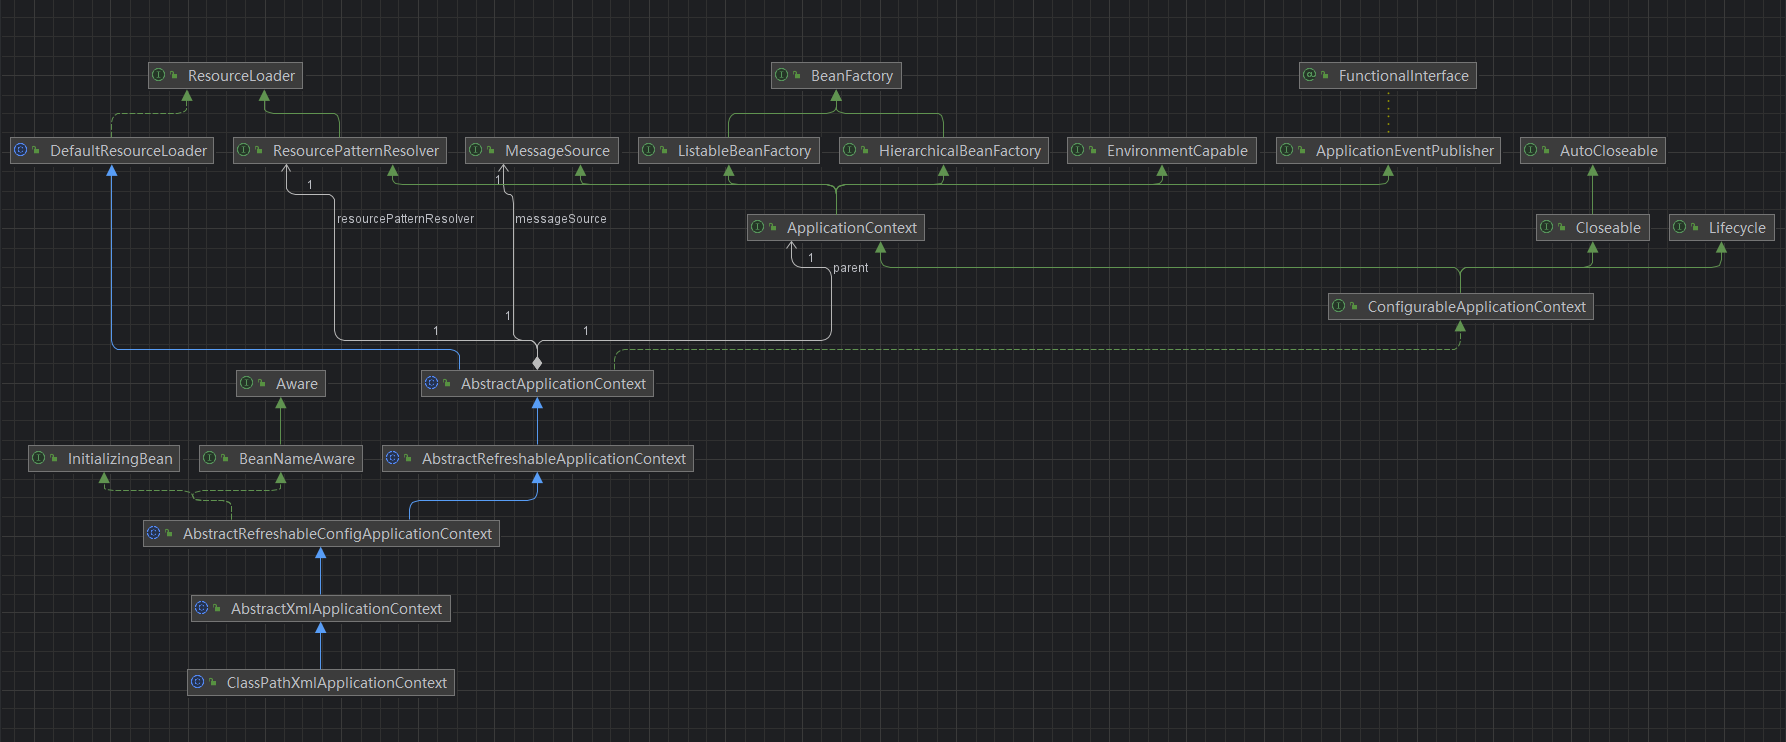 ResourceLoader
BeanFactory
FunctionalInterface
DefaultResourceLoader
ResourcePatternResolver
MessageSource
ListableBeanFactory
HierarchicalBeanFactory
EnvironmentCapable
ApplicationEventPublisher
AutoCloseable
1
1
resourcePatternResolver
messageSource
ApplicationContext
Closeable
Lifecycle
1
parent
ConfigurableApplicationContext
1
1
1
Aware
AbstractApplicationContext
InitializingBean
BeanNameAware
AbstractRefreshableApplicationContext
AbstractRefreshableConfigApplicationContext
AbstractXmlApplicationContext
ClassPathXmlApplicationContext